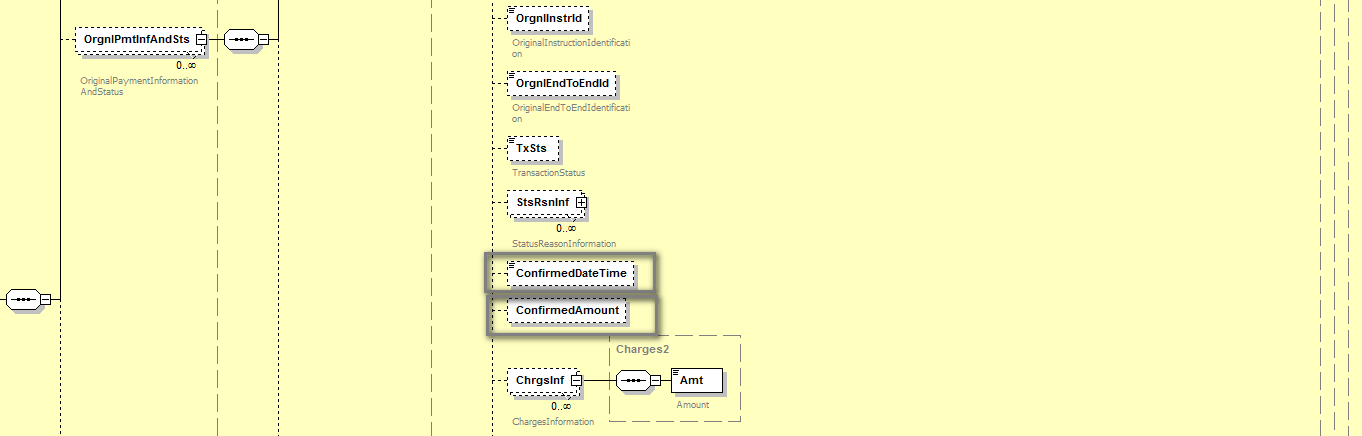 OrgnlInstrId
OriginalInstructionIdentificati
on
OrgnlPmtInfAndSts
0..∞
OriginalPaymentInformation
AndStatus
OrgnlEndToEndId
OriginalEndToEndIdentificati
on
TxSts
TransactionStatus
StsRsnInf
0..∞
StatusReasonInformation
ConfirmedDateTime
ConfirmedAmount
Charges2
ChrgsInf
0..∞
ChargesInformation
Amt
Amount